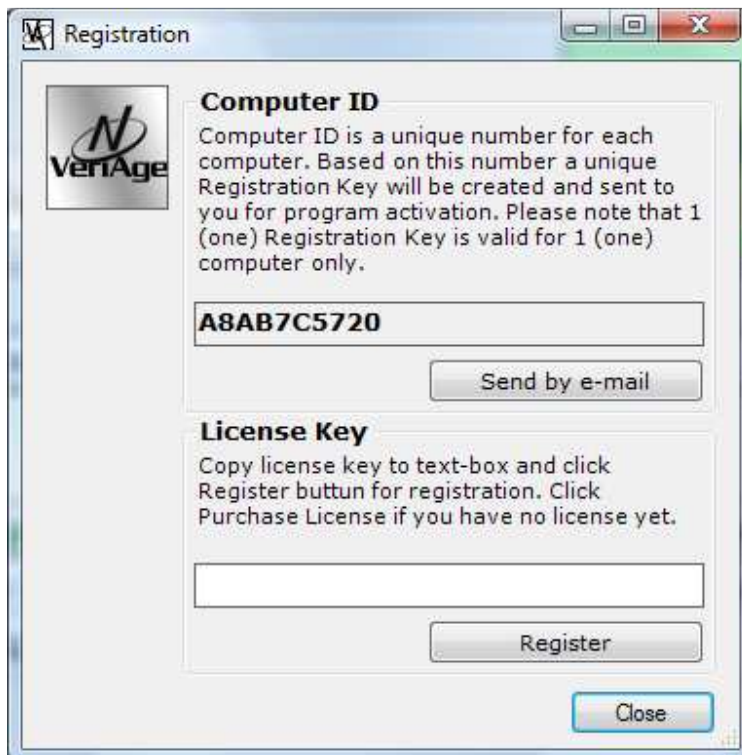 Registration
VeriAge
Computer ID
Computer ID is a unique number for each
computer. Based on this number a unique
Registration Key will be created and sent to
you for program activation. Please note that 1
(one) Registration Key is valid for 1 (one)
computer only.
A8AB7C5720
Send by e-mail
License Key
Copy license key to text-box and click
Register buttun for registration. Click
Purchase License if you have no license yet.
Register
Close